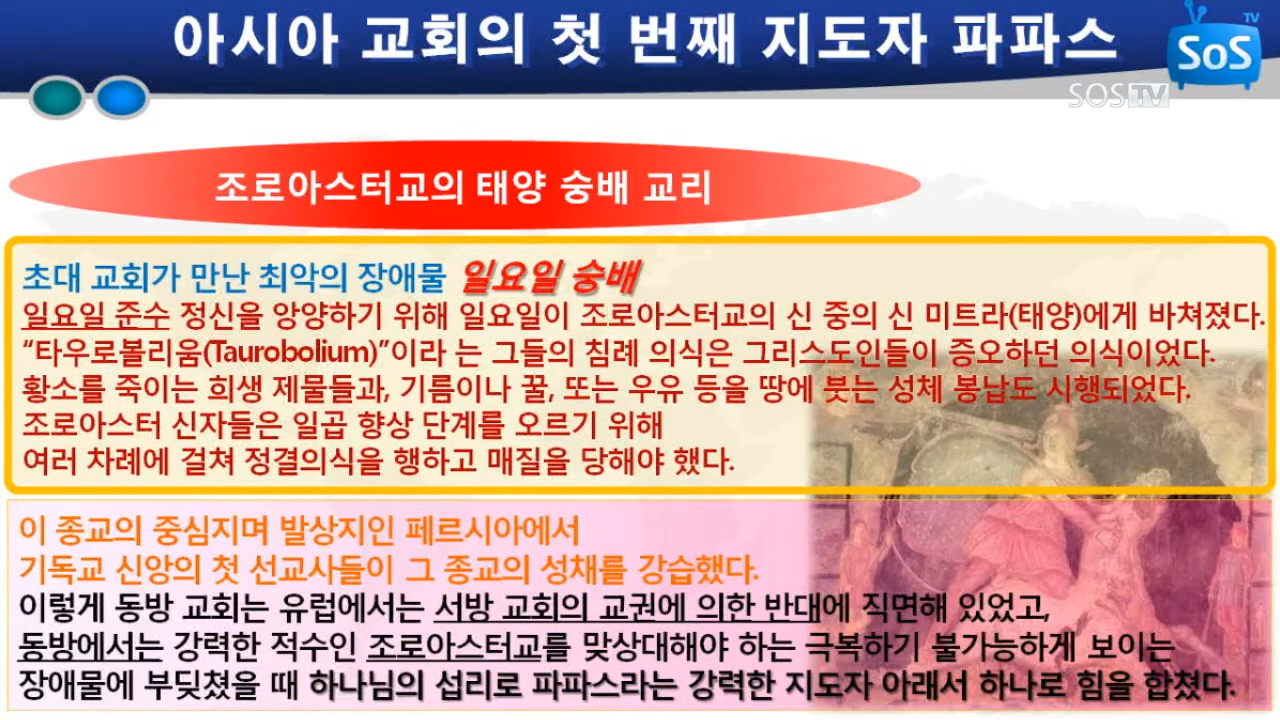 아시아 교회의 첫 번째 지도자 파파스
TV
SoS
SOSTV
조로아스터교의 태양 숭배 교리
초대 교회가 만난 최악의 장애물 일요일 숭배
일요일 준수 정신을 앙양하기 위해 일요일이 조로아스터교의 신 중의 신 미트라(태양)에게 바쳐졌다.
“타우로볼리움(Taurobolium)”이라 는 그들의 침례 의식은 그리스도인들이 증오하던 의식이었다.
황소를 죽이는 희생 제물들과, 기름이나 꿀, 또는 우유 등을 땅에 붓는 성체 봉납도 시행되었다.
조로아스터 신자들은 일곱 향상 단계를 오르기 위해
여러 차례에 걸쳐 정결의식을 행하고 매질을 당해야 했다.
이 종교의 중심지며 발상지인 페르시아에서
기독교 신앙의 첫 선교사들이 그 종교의 성채를 강습했다.
이렇게 동방 교회는 유럽에서는 서방 교회의 교권에 의한 반대에 직면해 있었고,
동방에서는 강력한 적수인 조로아스터교를 맞상대해야 하는 극복하기 불가능하게 보이는
장애물에 부딪쳤을 때 하나님의 섭리로 파파스라는 강력한 지도자 아래서 하나로 힘을 합쳤다.